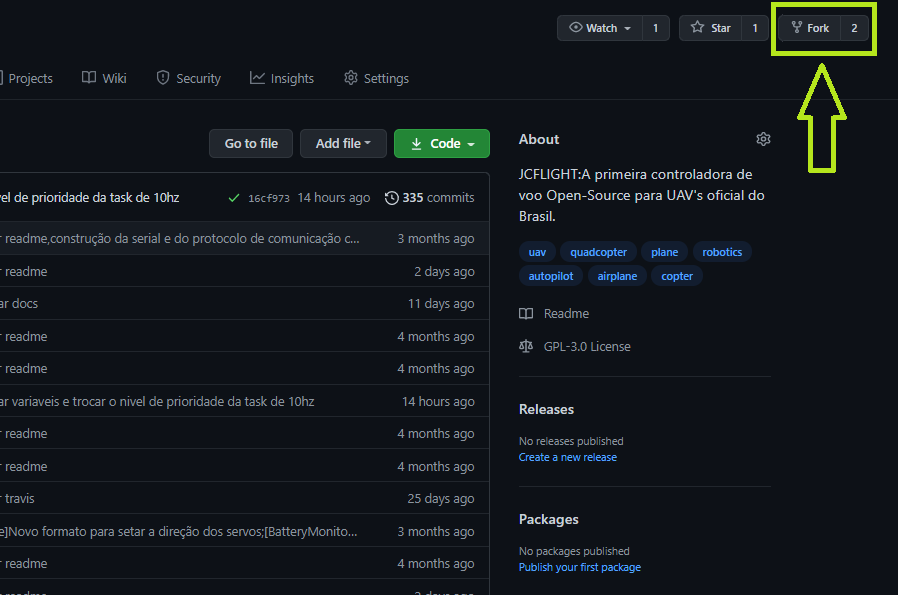 Watch 1 Star 1 Fork 2
Projects Wiki Security Insights Settings
Go to file Add file Code
vel de prioridade da task de 10hz 16cf973 14 hours ago 335 commits
readme,construção da serial e do protocolo de comunicação c... 3 months ago
readme 2 days ago
ar docs 11 days ago
readme 4 months ago
readme 4 months ago
ar variaveis e trocar o nivel de prioridade da task de 10hz 14 hours ago
readme 4 months ago
readme 4 months ago
travis 25 days ago
e]Novo formato para setar a direção dos servos;[BatteryMonito... 3 months ago
readme 4 months ago
About
JCFLIGHT:A primeira controladora de
voo Open-Source para UAV's oficial do
Brasil.
uav quadcopter plane robotics
autopilot airplane copter
Readme
GPL-3.0 License
Releases
No releases published
Create a new release
Packages
No packages published
Publish your first package